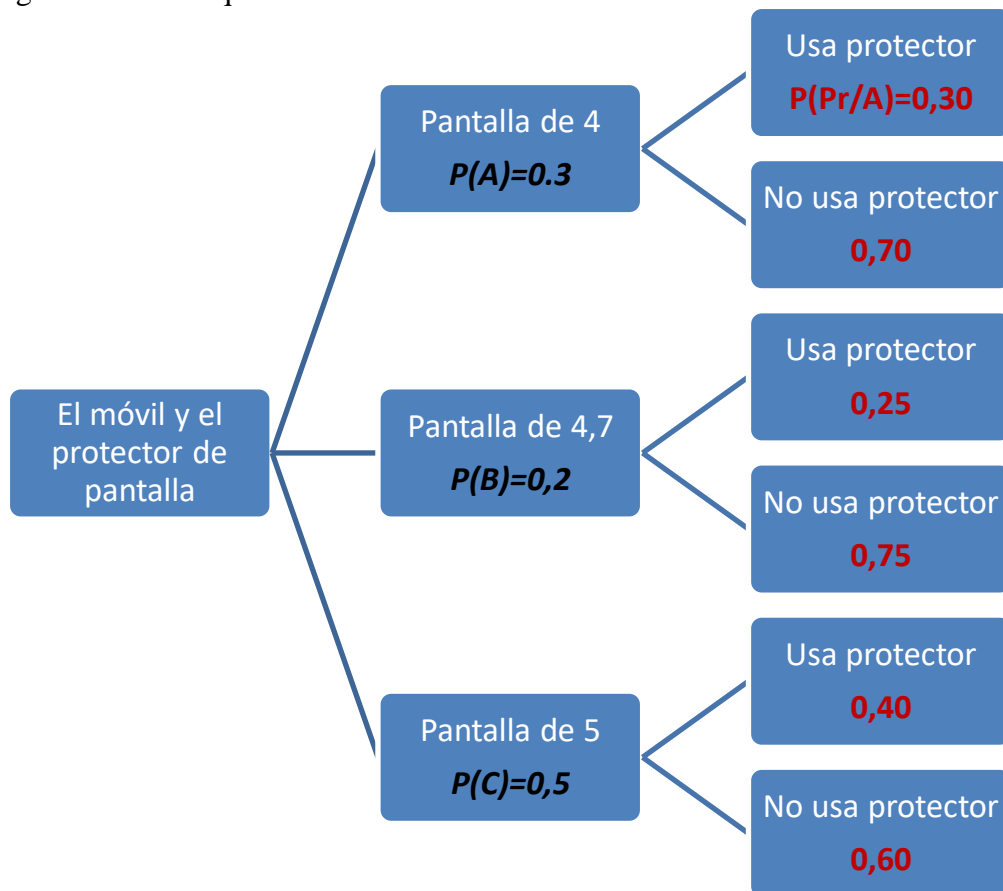 Usa protector
P(Pr/A)=0,30
Pantalla de 4
P(A)=0.3
No usa protector
0,70
Usa protector
0,25
El móvil y el
protector de
pantalla
Pantalla de 4,7
P(B)=0,2
No usa protector
0,75
Usa protector
0,40
Pantalla de 5
P(C)=0,5
No usa protector
0,60